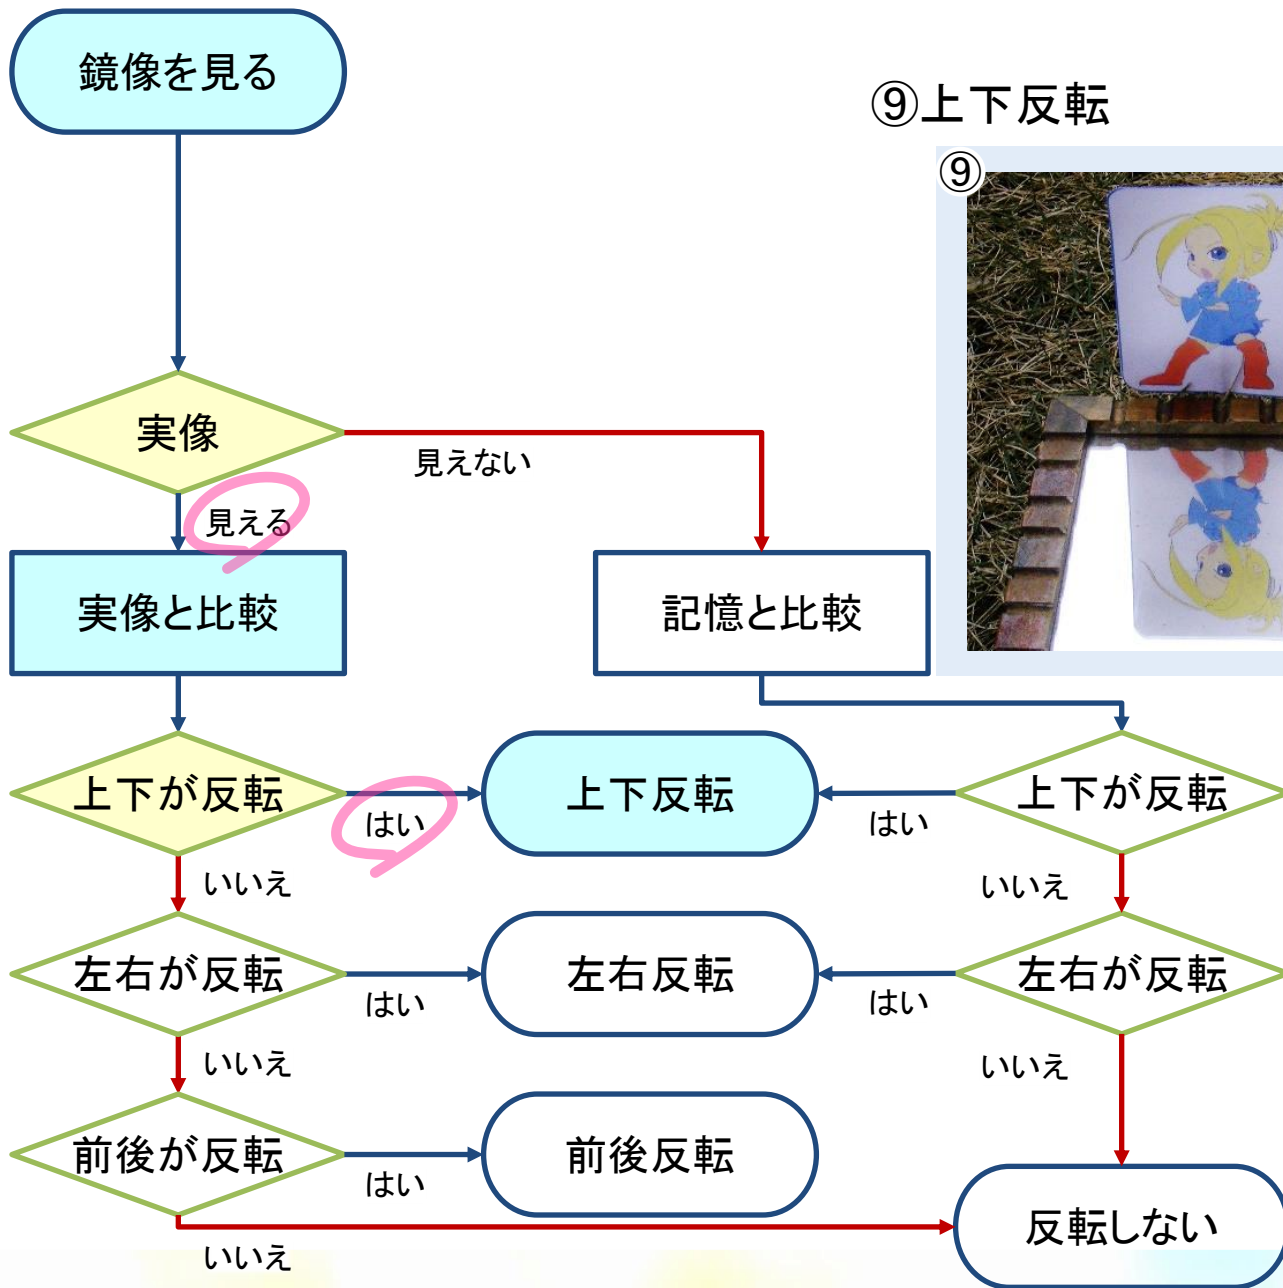 鏡像を見る
⑨上下反転
⑨
実像
見えない
見える
実像と比較
記憶と比較
上下が反転
はい
上下反転
はい
上下が反転
いいえ
いいえ
左右が反転
はい
左右反転
はい
左右が反転
いいえ
いいえ
前後が反転
はい
前後反転
反転しない
いいえ